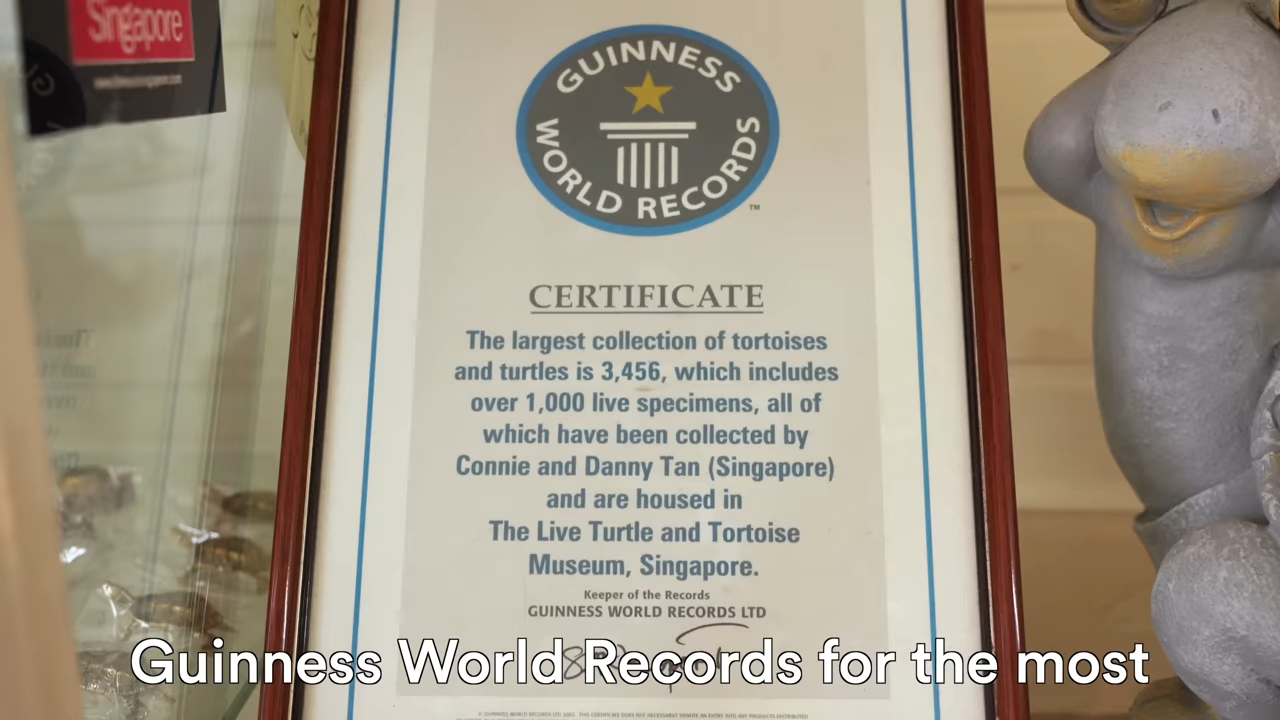 Singapore
GUINNESS
WORLD RECORDS
TM
CERTIFICATE
The largest collection of tortoises
and turtles is 3,456, which includes
over 1,000 live specimens, all of
which have been collected by
Connie and Danny Tan (Singapore)
and are housed in
The Live Turtle and Tortoise
Museum, Singapore.
Keeper of the Records
GUINNESS WORLD RECORDS LTD
Guinness World Records for the most